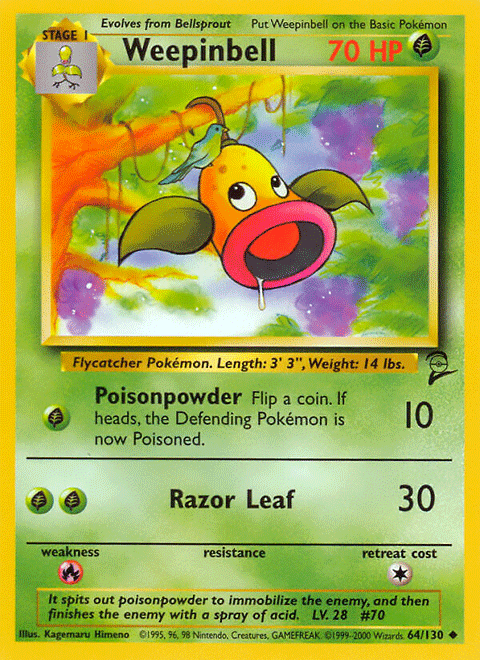 Evolves from Bellsprout Put Weepinbell on the Basic Pokémon
STAGE 1
Weepinbell 70 HP
Flycatcher Pokémon. Length: 3' 3", Weight: 14 lbs.
Poisonpowder Flip a coin. If
heads, the Defending Pokémon is
now Poisoned.
10
Razor Leaf 30
weakness resistance retreat cost
It spits out poisonpowder to immobilize the enemy, and then
finishes the enemy with a spray of acid. LV. 28 #70
Illus. Kagemaru Himeno ©1995, 96, 98 Nintendo, Creatures, GAMEFREAK. ©1999-2000 Wizards. 64/130